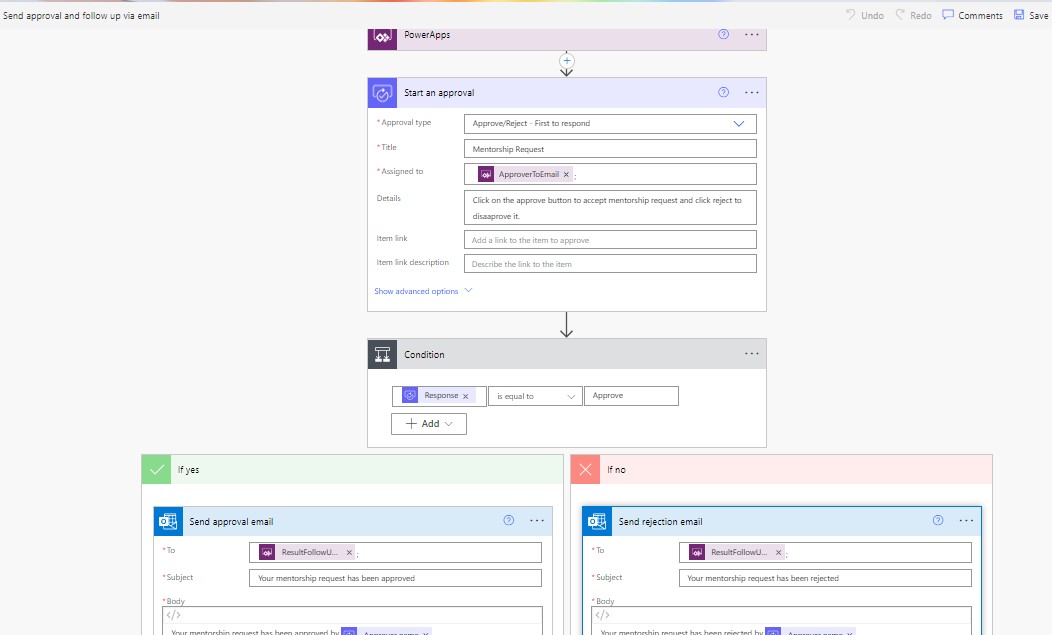 Send approval and follow up via email
Undo Redo Comments Save
PowerApps
Start an approval
* Approval type Approve/Reject - First to respond
* Title Mentorship Request
* Assigned to ApproverToEmail × ;
Details Click on the approve button to accept mentorship request and click reject to
disaaprove it.
Item link Add a link to the item to approve
Item link description Describe the link to the item
Show advanced options
Condition
Response × is equal to Approve
+ Add
If yes
Send approval email
* To ResultFollowU... × ;
* Subject Your mentorship request has been approved
* Body
</>
Your mentorship request has been approved by Approver name ×
If no
Send rejection email
* To ResultFollowU... × ;
* Subject Your mentorship request has been rejected
* Body
</>
Your mentorship request has been rejected by Approver name ×